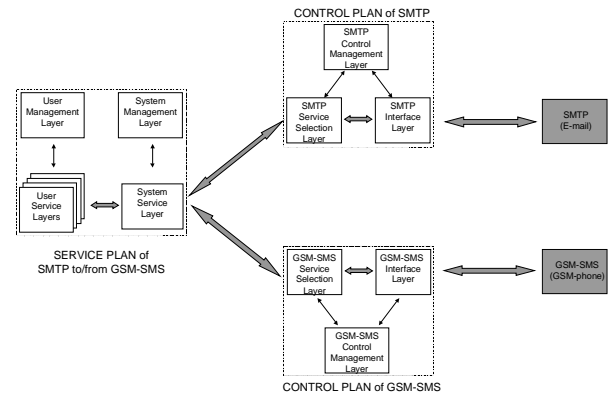 CONTROL PLAN of SMTP
SMTP
Control
Management
Layer
SMTP
Service
Selection
Layer
SMTP
Interface
Layer
SMTP
(E-mail)
User
Management
Layer
System
Management
Layer
User
Service
Layers
System
Service
Layer
SERVICE PLAN of
SMTP to/from GSM-SMS
GSM-SMS
Service
Selection
Layer
GSM-SMS
Interface
Layer
GSM-SMS
(GSM-phone)
GSM-SMS
Control
Management
Layer
CONTROL PLAN of GSM-SMS